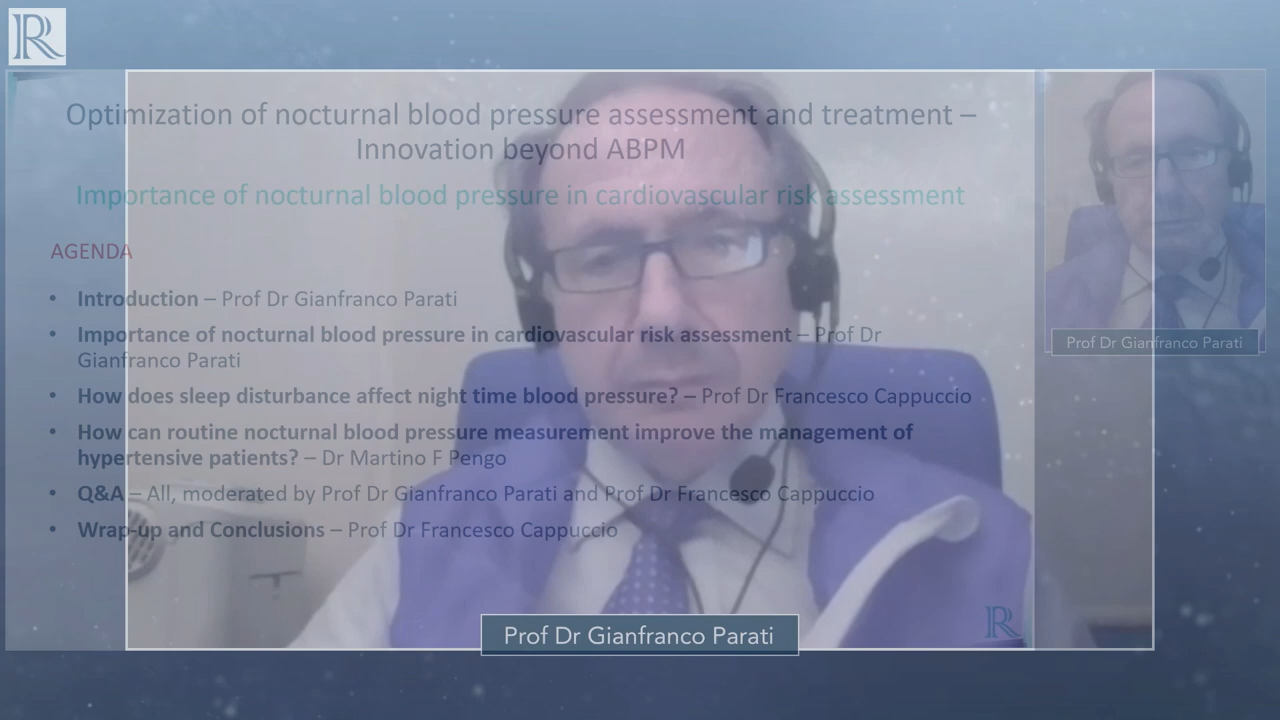 R
Optimization of nocturnal blood pressure assessment and treatment –
Innovation beyond ABPM
Importance of nocturnal blood pressure in cardiovascular risk assessment
AGENDA
• Introduction – Prof Dr Gianfranco Parati
• Importance of nocturnal blood pressure in cardiovascular risk assessment – Prof Dr
Gianfranco Parati
• How does sleep disturbance affect night time blood pressure? – Prof Dr Francesco Cappuccio
• How can routine nocturnal blood pressure measurement improve the management of
hypertensive patients? – Dr Martino F Pengo
• Q&A – All, moderated by Prof Dr Gianfranco Parati and Prof Dr Francesco Cappuccio
• Wrap-up and Conclusions – Prof Dr Francesco Cappuccio
R
Prof Dr Gianfranco Parati
Prof Dr Gianfranco Parati